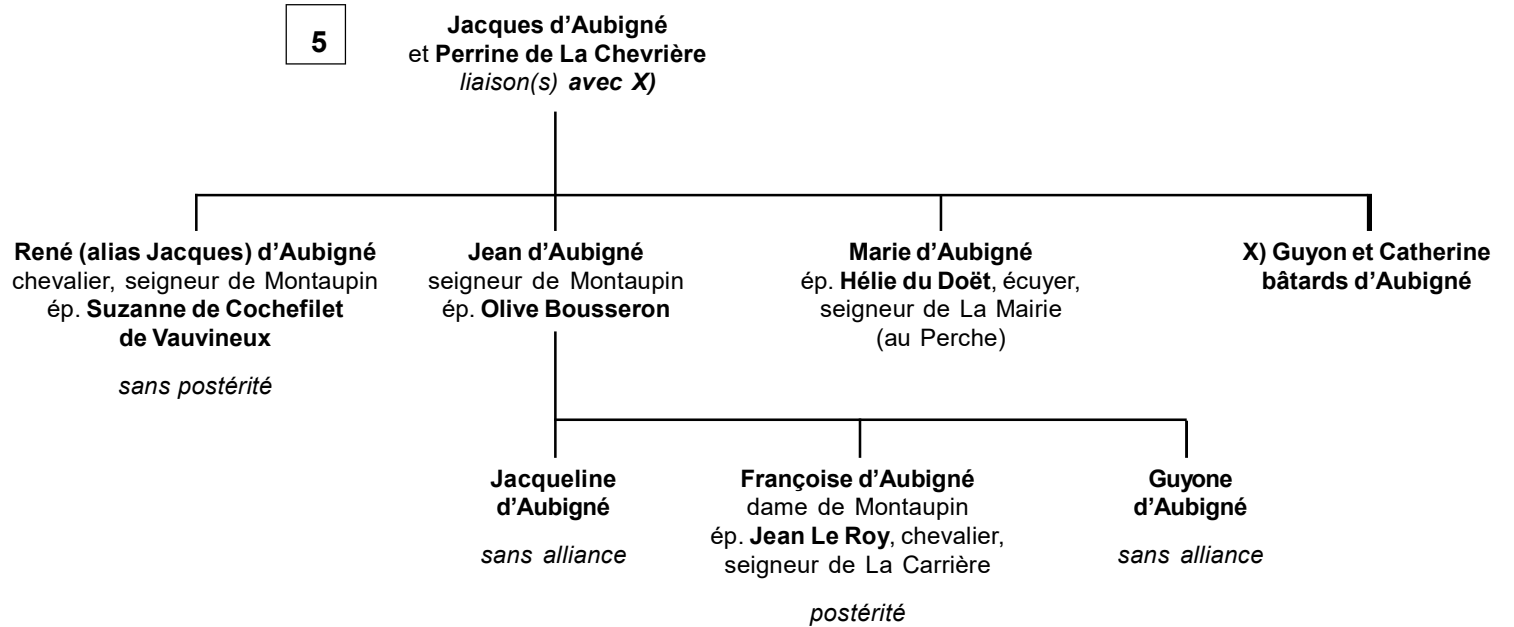 5
Jacques d’Aubigné
et Perrine de La Chevrière
liaison(s) avec X)
René (alias Jacques) d’Aubigné
chevalier, seigneur de Montaupin
ép. Suzanne de Cochefilet
de Vauvineux
sans postérité
Jean d’Aubigné
seigneur de Montaupin
ép. Olive Bousseron
Marie d’Aubigné
ép. Hélie du Doët, écuyer,
seigneur de La Mairie
(au Perche)
X) Guyon et Catherine
bâtards d’Aubigné
Jacqueline
d’Aubigné
sans alliance
Françoise d’Aubigné
dame de Montaupin
ép. Jean Le Roy, chevalier,
seigneur de La Carrière
postérité
Guyone
d’Aubigné
sans alliance